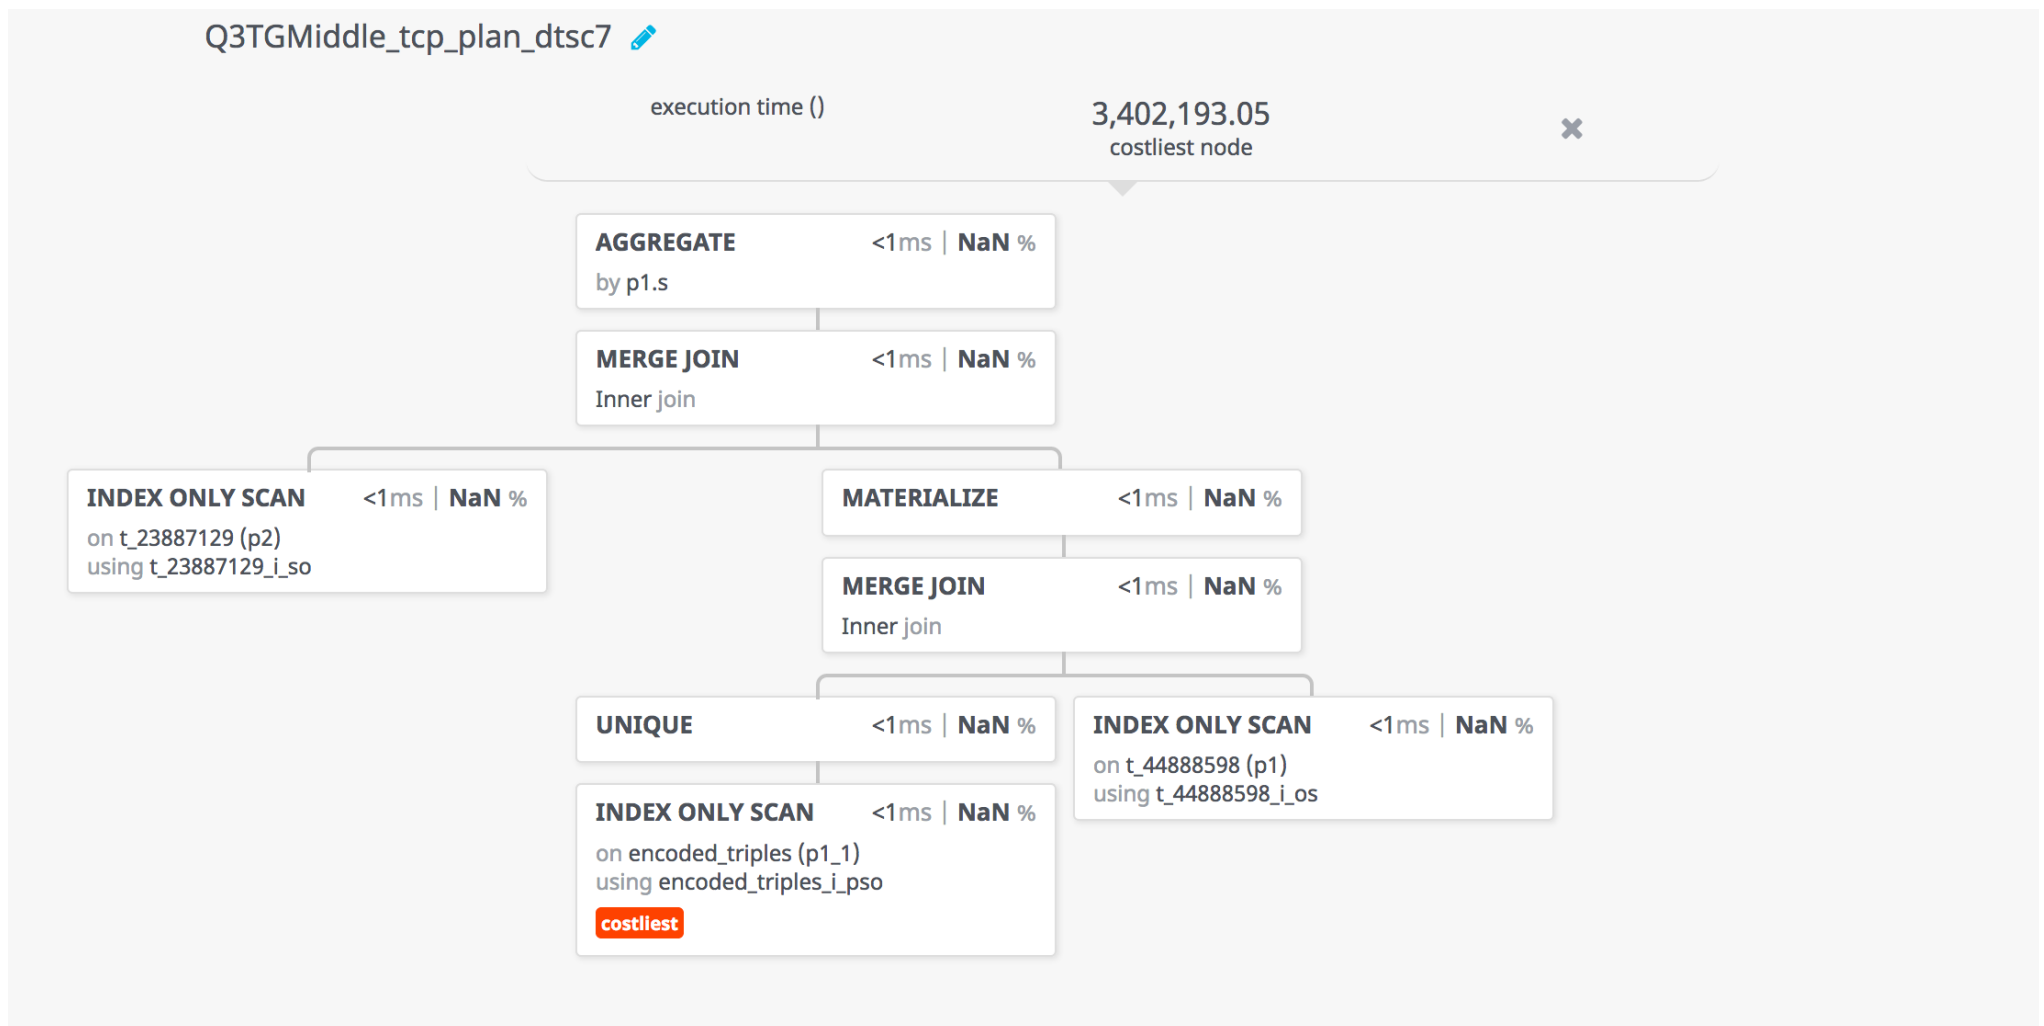 Q3TGMiddle_tcp_plan_dtsc7
execution time ()
3,402,193.05
costliest node
AGGREGATE <1ms | NaN %
by p1.s
MERGE JOIN <1ms | NaN %
Inner join
INDEX ONLY SCAN <1ms | NaN %
on t_23887129 (p2)
using t_23887129_i_so
MATERIALIZE <1ms | NaN %
MERGE JOIN <1ms | NaN %
Inner join
UNIQUE <1ms | NaN %
INDEX ONLY SCAN <1ms | NaN %
on t_44888598 (p1)
using t_44888598_i_os
INDEX ONLY SCAN <1ms | NaN %
on encoded_triples (p1_1)
using encoded_triples_i_pso
costliest